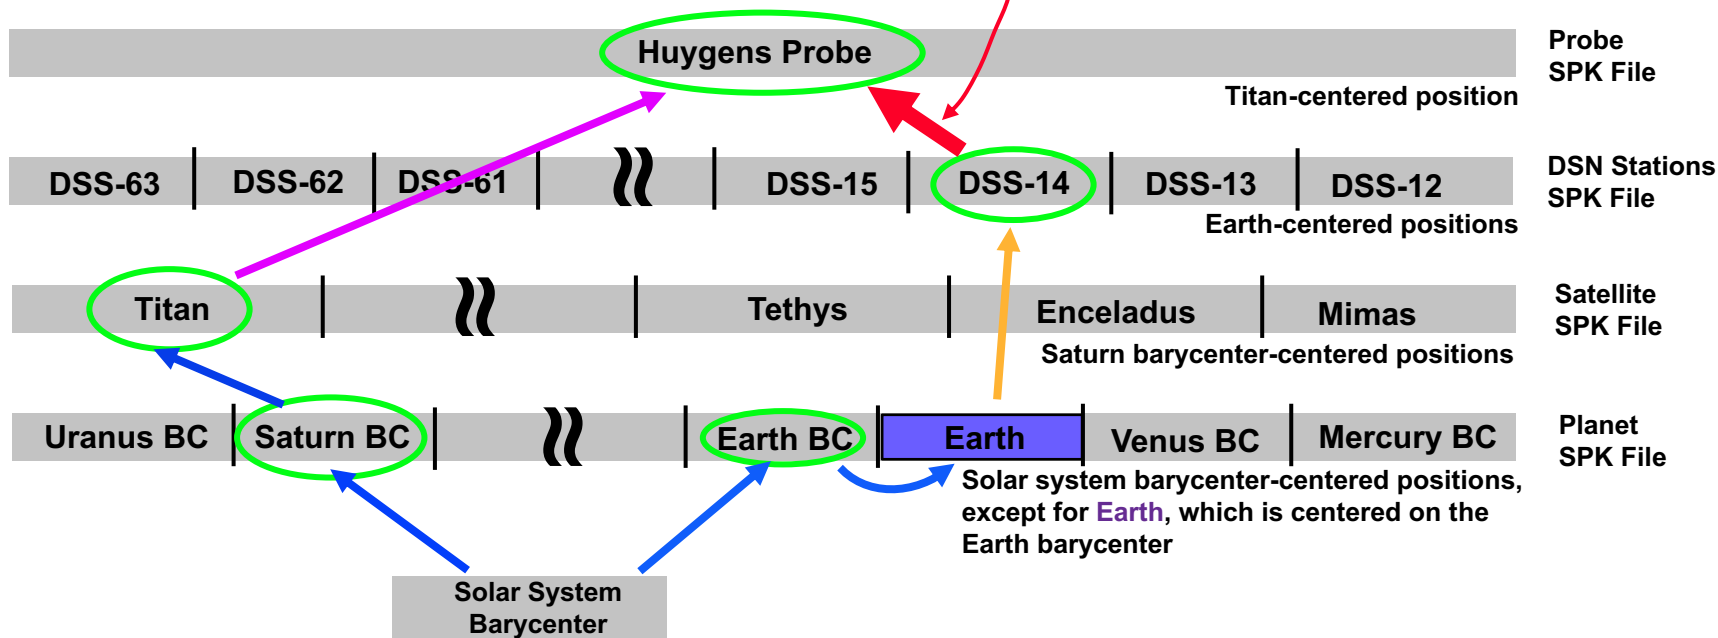 Huygens Probe
Probe
SPK File
Titan-centered position
DSS-63
DSS-62
DSS-61
DSS-15
DSS-14
DSS-13
DSS-12
DSN Stations
SPK File
Earth-centered positions
Titan
Tethys
Enceladus
Mimas
Satellite
SPK File
Saturn barycenter-centered positions
Uranus BC
Saturn BC
Earth BC
Earth
Venus BC
Mercury BC
Planet
SPK File
Solar system barycenter-centered positions,
except for Earth, which is centered on the
Earth barycenter
Solar System
Barycenter